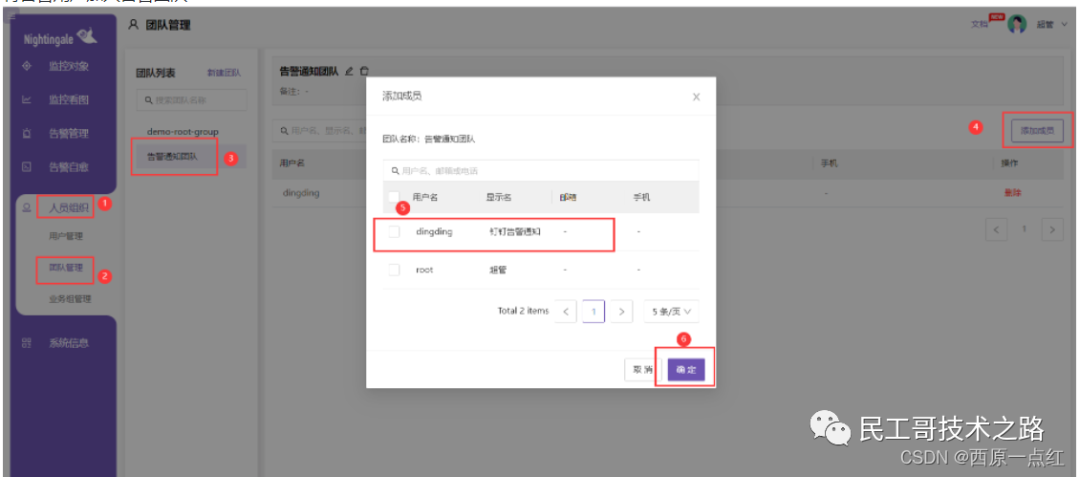 Nightingale
监控对象
监控看图
告警管理
告警自愈
人员组织
1
用户管理
团队管理
2
业务组管理
系统信息
团队管理
文档
超管
团队列表
新建团队
搜索团队名称
demo-root-group
告警通知团队
3
告警通知团队
备注: -
用户名、显示名、邮
4
添加成员
用户名
手机
操作
dingding
-
删除
< 1 >
添加成员
×
团队名称: 告警通知团队
用户名、邮箱或电话
用户名 显示名 邮箱 手机
5
dingding 钉钉告警通知 - -
root 超管 - -
Total 2 items < 1 > 5 条/页
6
取 消
确 定
民工哥技术之路
CSDN @西原一点红